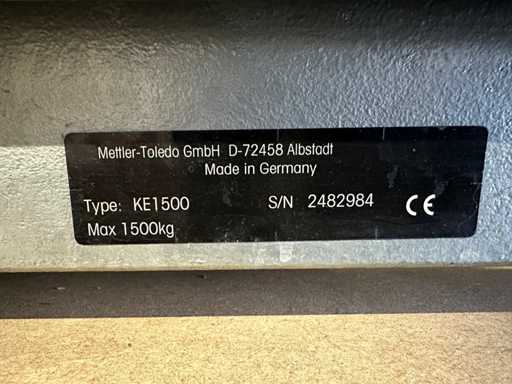 Mettler-Toledo GmbH D-72458 Albstadt
Made in Germany
Type: KE1500 S/N 2482984 CE
Max 1500kg